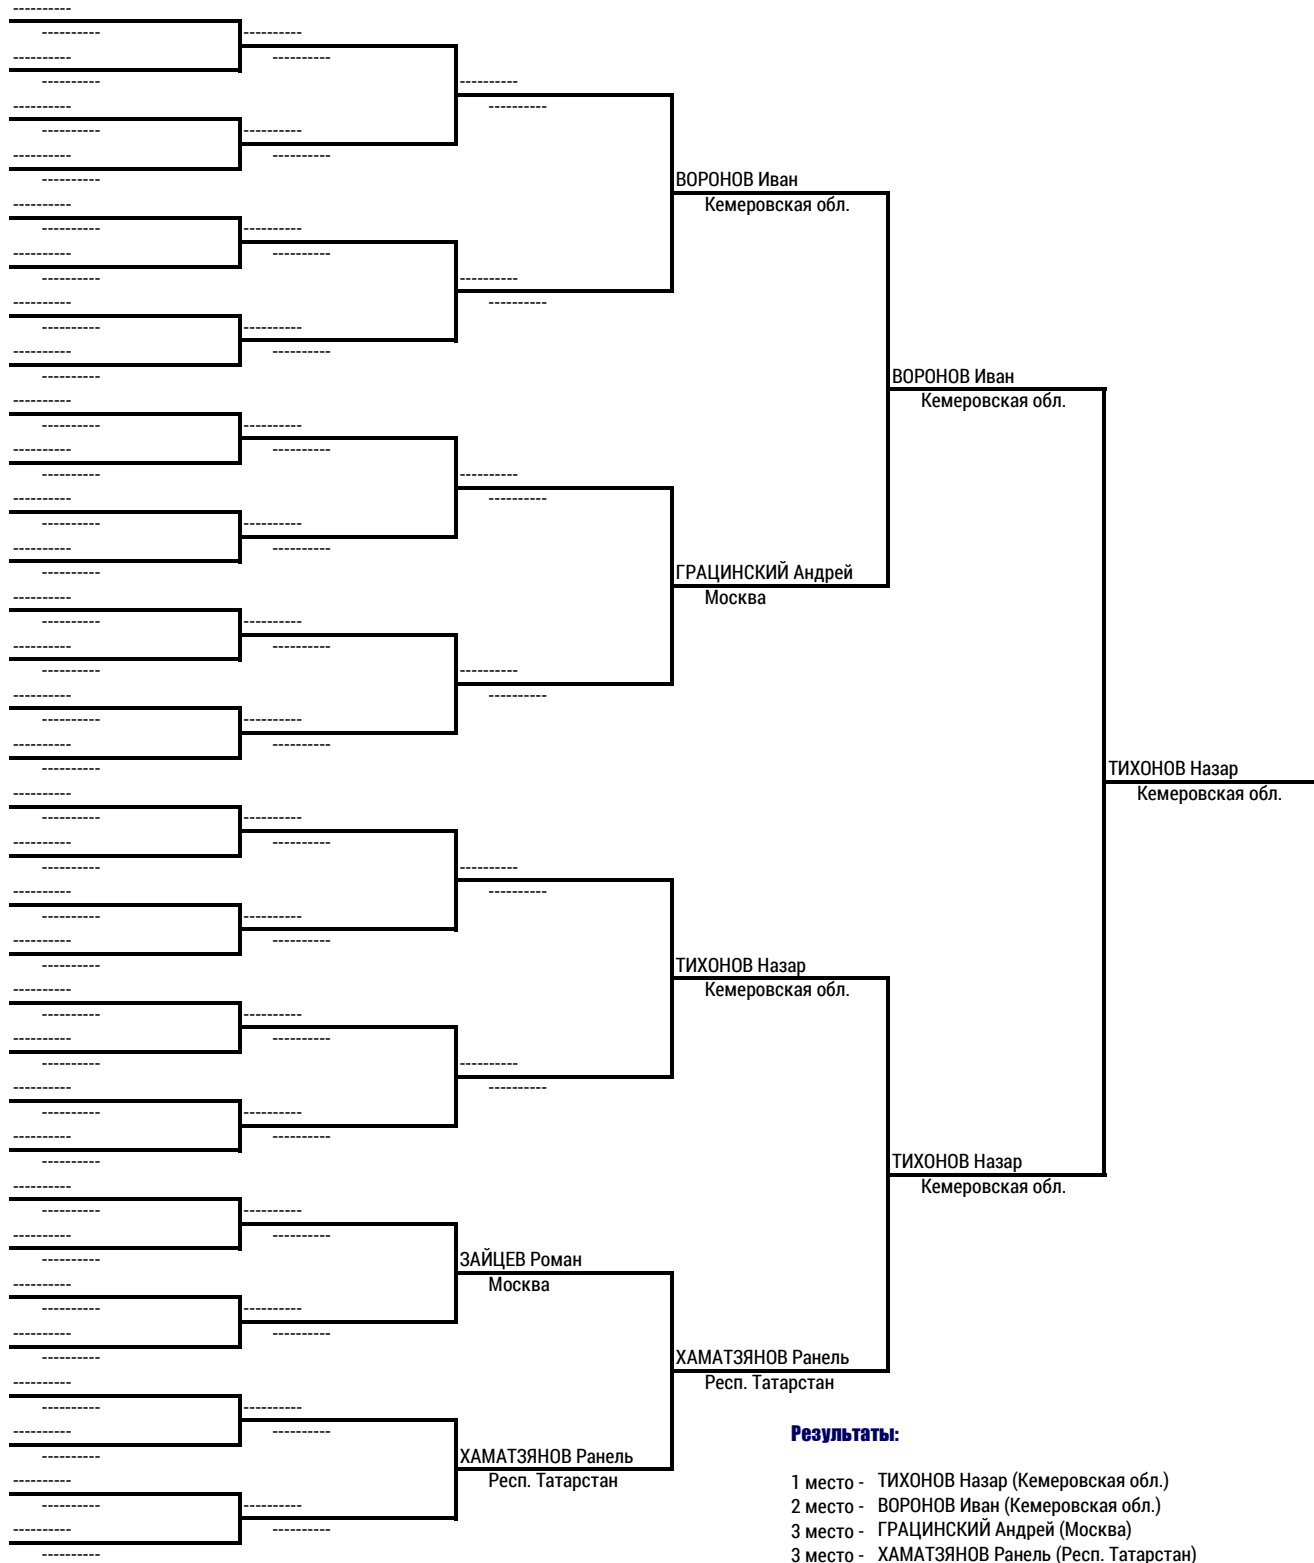 ВОРОНОВ Иван
Кемеровская обл.
ВОРОНОВ Иван
Кемеровская обл.
ГРАЦИНСКИЙ Андрей
Москва
ТИХОНОВ Назар
Кемеровская обл.
ТИХОНОВ Назар
Кемеровская обл.
ТИХОНОВ Назар
Кемеровская обл.
ЗАЙЦЕВ Роман
Москва
ХАМАТЗЯНОВ Ранель
Респ. Татарстан
ХАМАТЗЯНОВ Ранель
Респ. Татарстан
Результаты:
1 место - ТИХОНОВ Назар (Кемеровская обл.)
2 место - ВОРОНОВ Иван (Кемеровская обл.)
3 место - ГРАЦИНСКИЙ Андрей (Москва)
3 место - ХАМАТЗЯНОВ Ранель (Респ. Татарстан)